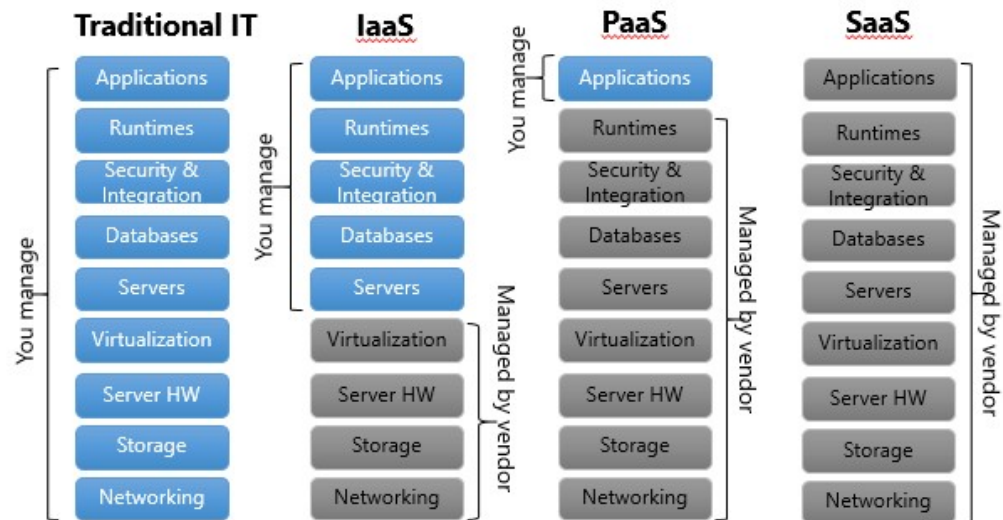 Traditional IT
IaaS
PaaS
SaaS
You manage
Applications
Runtimes
Security &
Integration
Databases
Servers
Virtualization
Server HW
Storage
Networking
You manage
Applications
Runtimes
Security &
Integration
Databases
Servers
Virtualization
Server HW
Storage
Networking
Managed by vendor
You manage
Applications
Runtimes
Security &
Integration
Databases
Servers
Virtualization
Server HW
Storage
Networking
Managed by vendor
Applications
Runtimes
Security &
Integration
Databases
Servers
Virtualization
Server HW
Storage
Networking
Managed by vendor